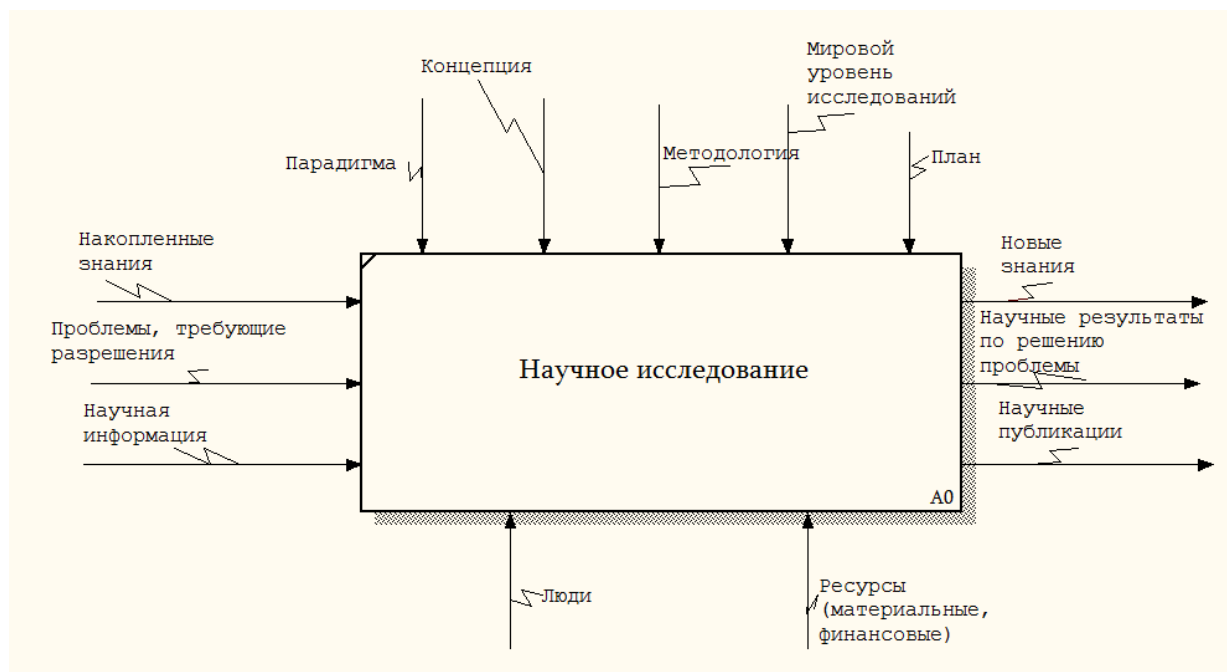 Мировой
уровень
исследований
Концепция
Парадигма
Методология
План
Накопленные
знания
Новые
знания
Проблемы, требующие
разрешения
Научные результаты
по решению
проблемы
Научное исследование
Научная
информация
Научные
публикации
A0
Люди
Ресурсы
(материальные,
финансовые)